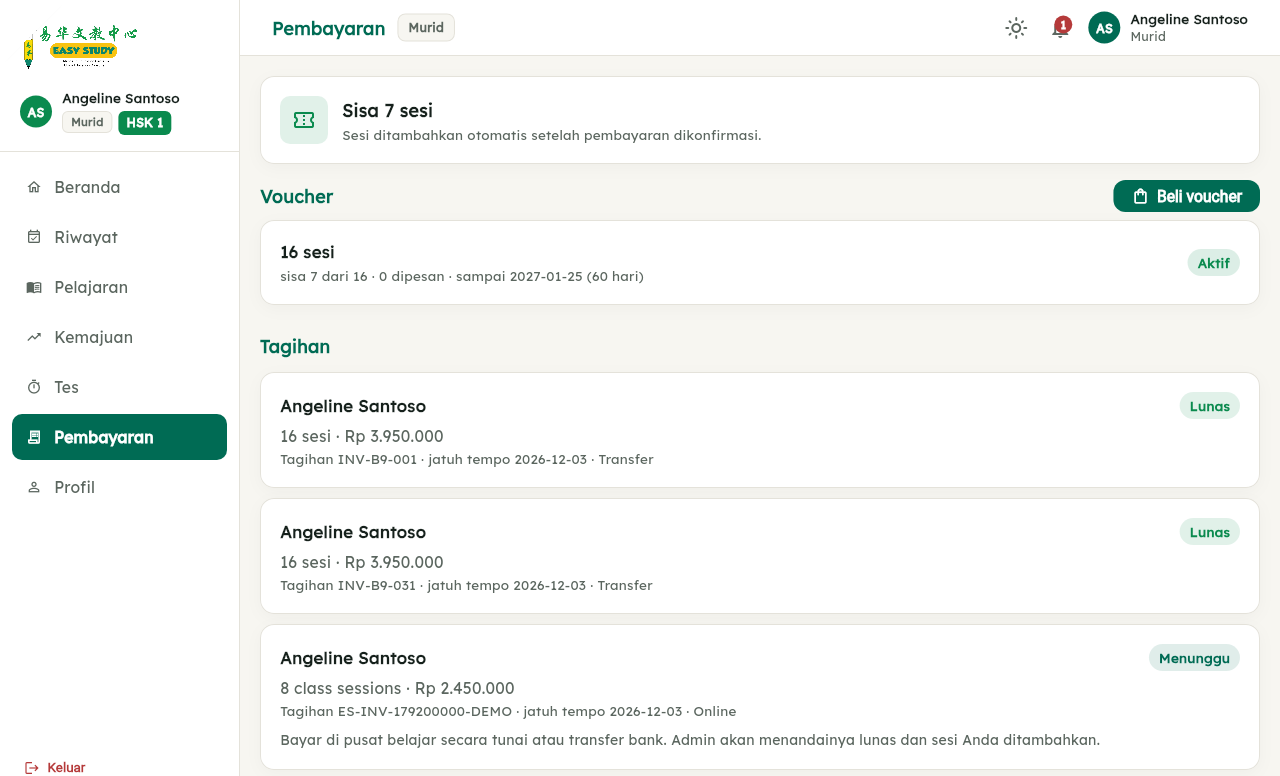 易华文教中心
EASY STUDY
Angeline Santoso
AS
Murid
HSK 1
Beranda
Riwayat
Pelajaran
Kemajuan
Tes
Pembayaran
Profil
Keluar
Pembayaran
Murid
1
AS
Angeline Santoso
Murid
Sisa 7 sesi
Sesi ditambahkan otomatis setelah pembayaran dikonfirmasi.
Voucher
Beli voucher
16 sesi
sisa 7 dari 16 · 0 dipesan · sampai 2027-01-25 (60 hari)
Aktif
Tagihan
Angeline Santoso
Lunas
16 sesi · Rp 3.950.000
Tagihan INV-B9-001 · jatuh tempo 2026-12-03 · Transfer
Angeline Santoso
Lunas
16 sesi · Rp 3.950.000
Tagihan INV-B9-031 · jatuh tempo 2026-12-03 · Transfer
Angeline Santoso
Menunggu
8 class sessions · Rp 2.450.000
Tagihan ES-INV-179200000-DEMO · jatuh tempo 2026-12-03 · Online
Bayar di pusat belajar secara tunai atau transfer bank. Admin akan menandainya lunas dan sesi Anda ditambahkan.